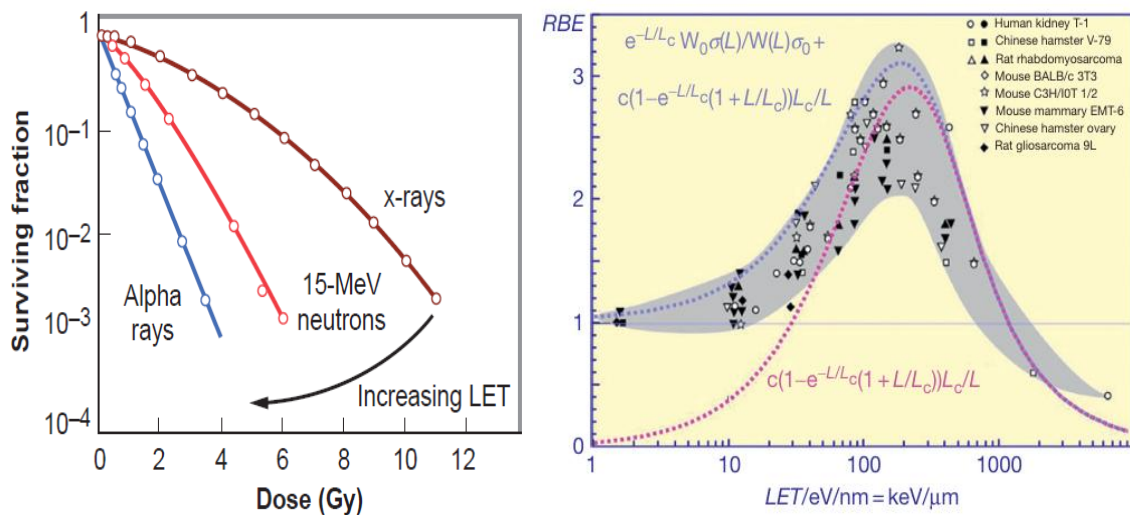 1
10⁻¹
10⁻²
10⁻³
10⁻⁴
Surviving fraction
x-rays
15-MeV
neutrons
Alpha
rays
Increasing LET
0 2 4 6 8 10 12
Dose (Gy)
RBE
3
2
1
0
e^-L/Lc W₀σ(L)/W(L)σ₀+
c(1-e^-L/Lc(1+L/Lc))Lc/L
Human kidney T-1
Chinese hamster V-79
Rat rhabdomyosarcoma
Mouse BALB/c 3T3
Mouse C3H/I0T 1/2
Mouse mammary EMT-6
Chinese hamster ovary
Rat gliosarcoma 9L
c(1-e^-L/Lc(1+L/Lc))Lc/L
1 10 100 1000
LET/eV/nm = keV/μm